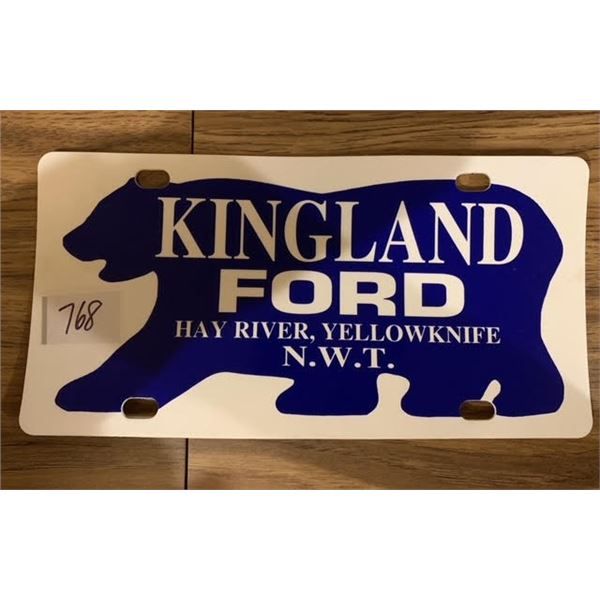 KINGLAND
FORD
HAY RIVER, YELLOWKNIFE
N.W.T.
768